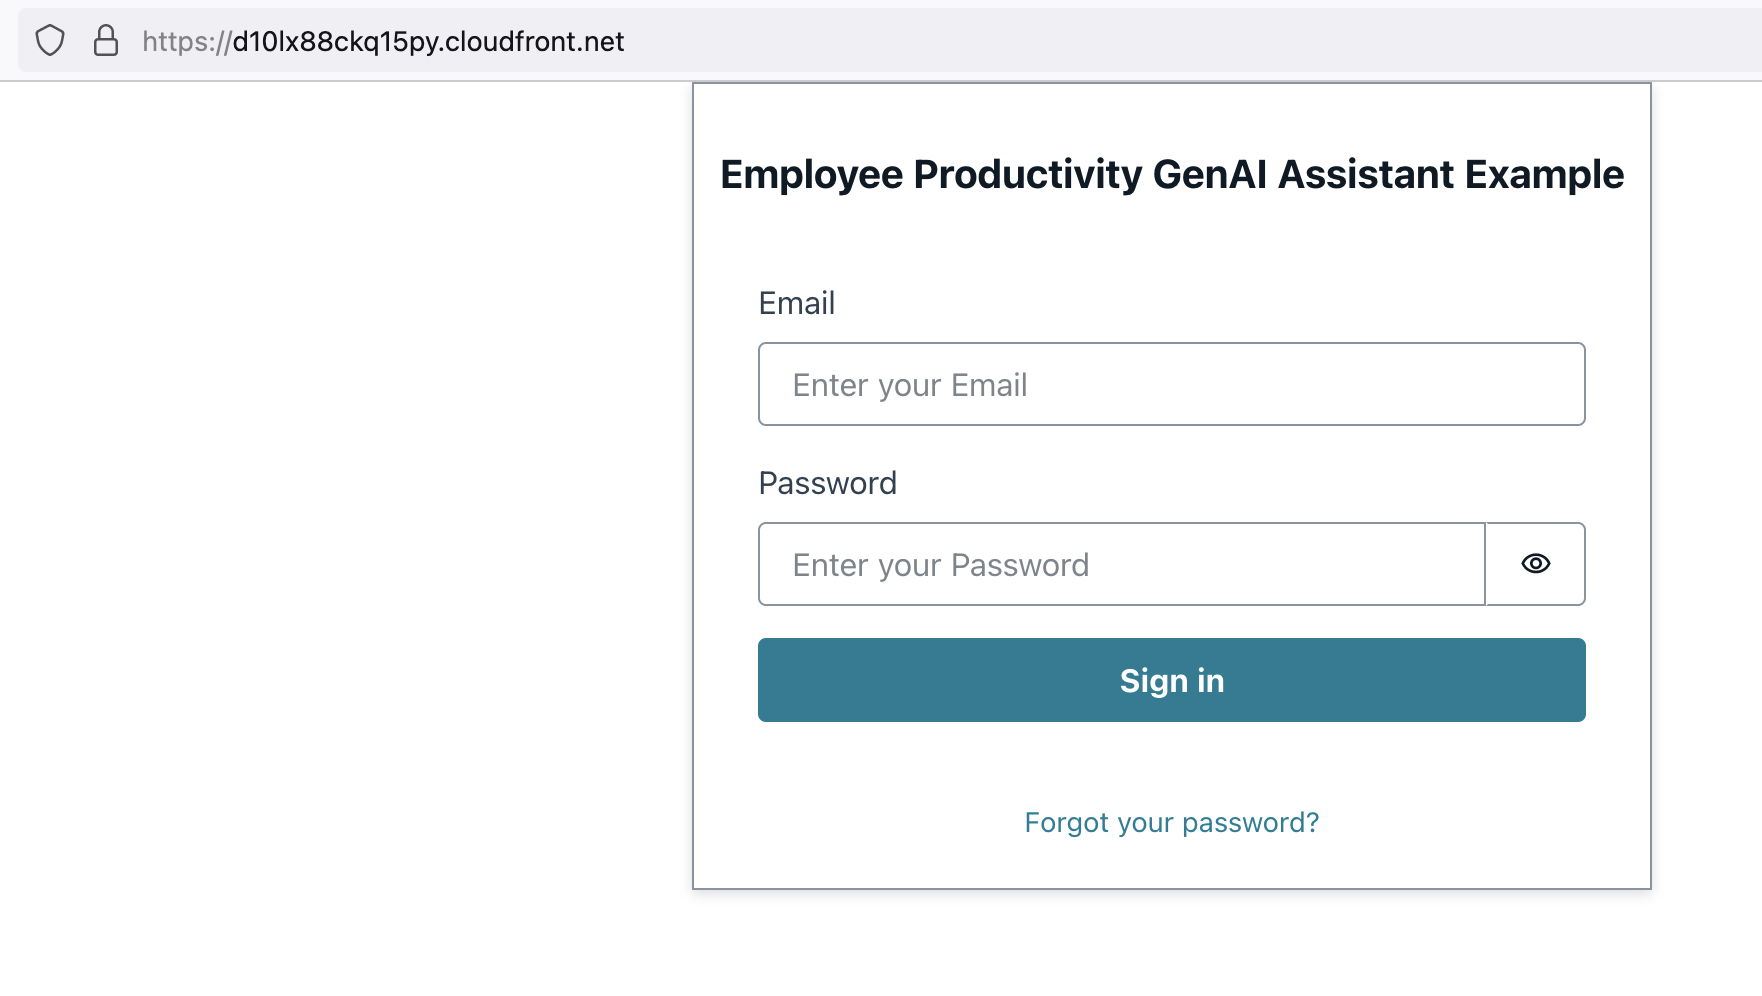 https://d10lx88ckq15py.cloudfront.net
Employee Productivity GenAI Assistant Example
Email
Enter your Email
Password
Enter your Password
Sign in
Forgot your password?